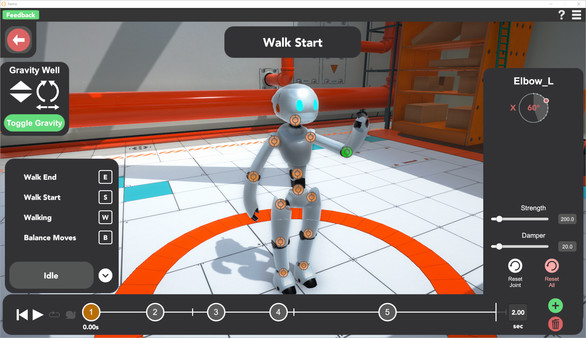 Feedback
?
Walk Start
Gravity Well
Toggle Gravity
Elbow_L
X 60°
Walk End E
Walk Start S
Walking W
Balance Moves B
Idle
Strength
200.0
Damper
20.0
Reset Joint
Reset All
1 2 3 4 5
0.00s
2.00
sec